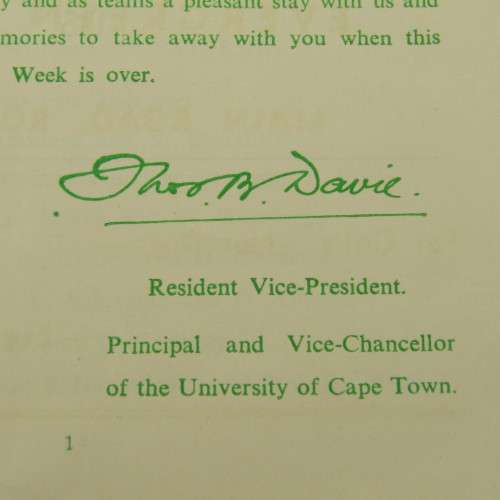 y and as teams a pleasant stay with us and
emories to take away with you when this
Week is over.
Thos. B. Davie.
Resident Vice-President.
Principal and Vice-Chancellor
of the University of Cape Town.
1